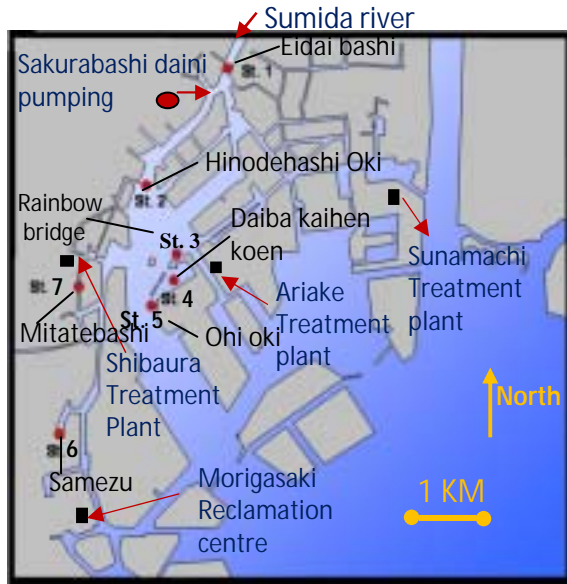 Sumida river
Eidai bashi
St. 1
Sakurabashi daini
pumping
Hinodehashi Oki
St. 2
Rainbow
bridge
St. 3
Daiba kaihen
koen
Sunamachi
Treatment
plant
St. 7
St. 4
Ariake
Treatment
plant
St. 5
Mitatebashi
Ohi oki
Shibaura
Treatment
Plant
North
St. 6
Samezu
Morigasaki
Reclamation
centre
1 KM